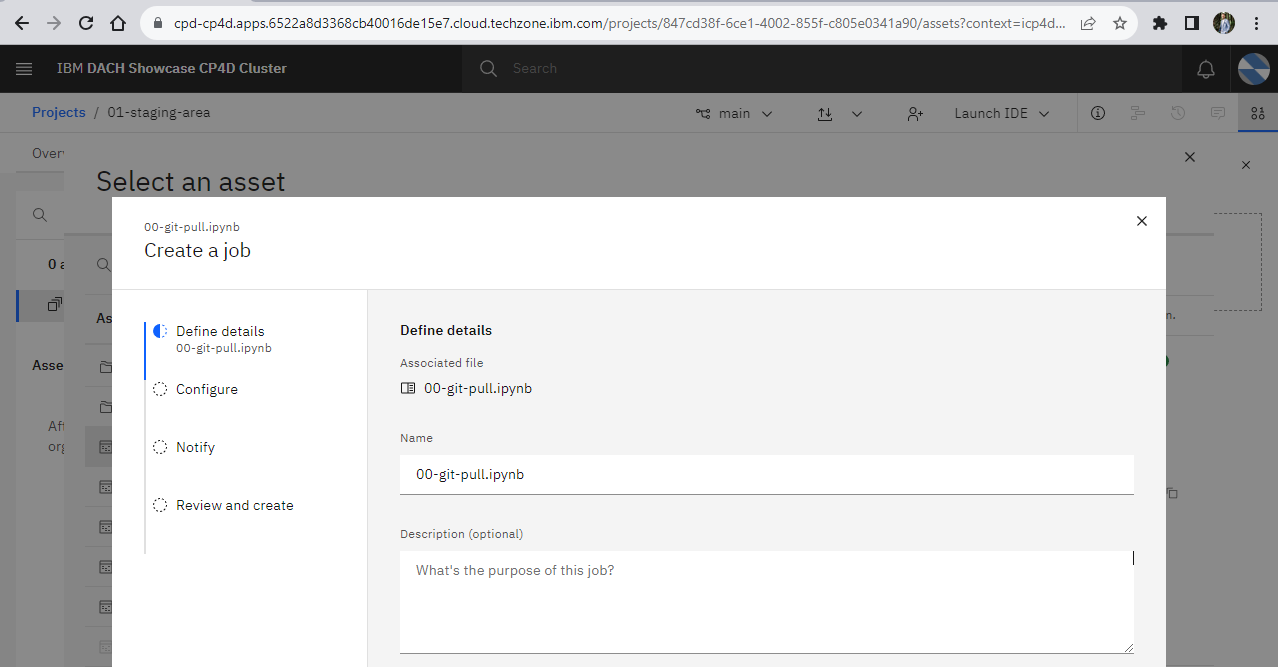 cpd-cp4d.apps.6522a8d3368cb40016de15e7.cloud.techzone.ibm.com/projects/847cd38f-6ce1-4002-855f-c805e0341a90/assets?context=icp4d...
IBM DACH Showcase CP4D Cluster
Search
Projects / 01-staging-area
main
Launch IDE
Over
Select an asset
00-git-pull.ipynb
Create a job
0 a
As
n.
Define details
00-git-pull.ipynb
Define details
Associated file
Asse
Configure
00-git-pull.ipynb
Aft
org
Notify
Name
00-git-pull.ipynb
Review and create
Description (optional)
What's the purpose of this job?